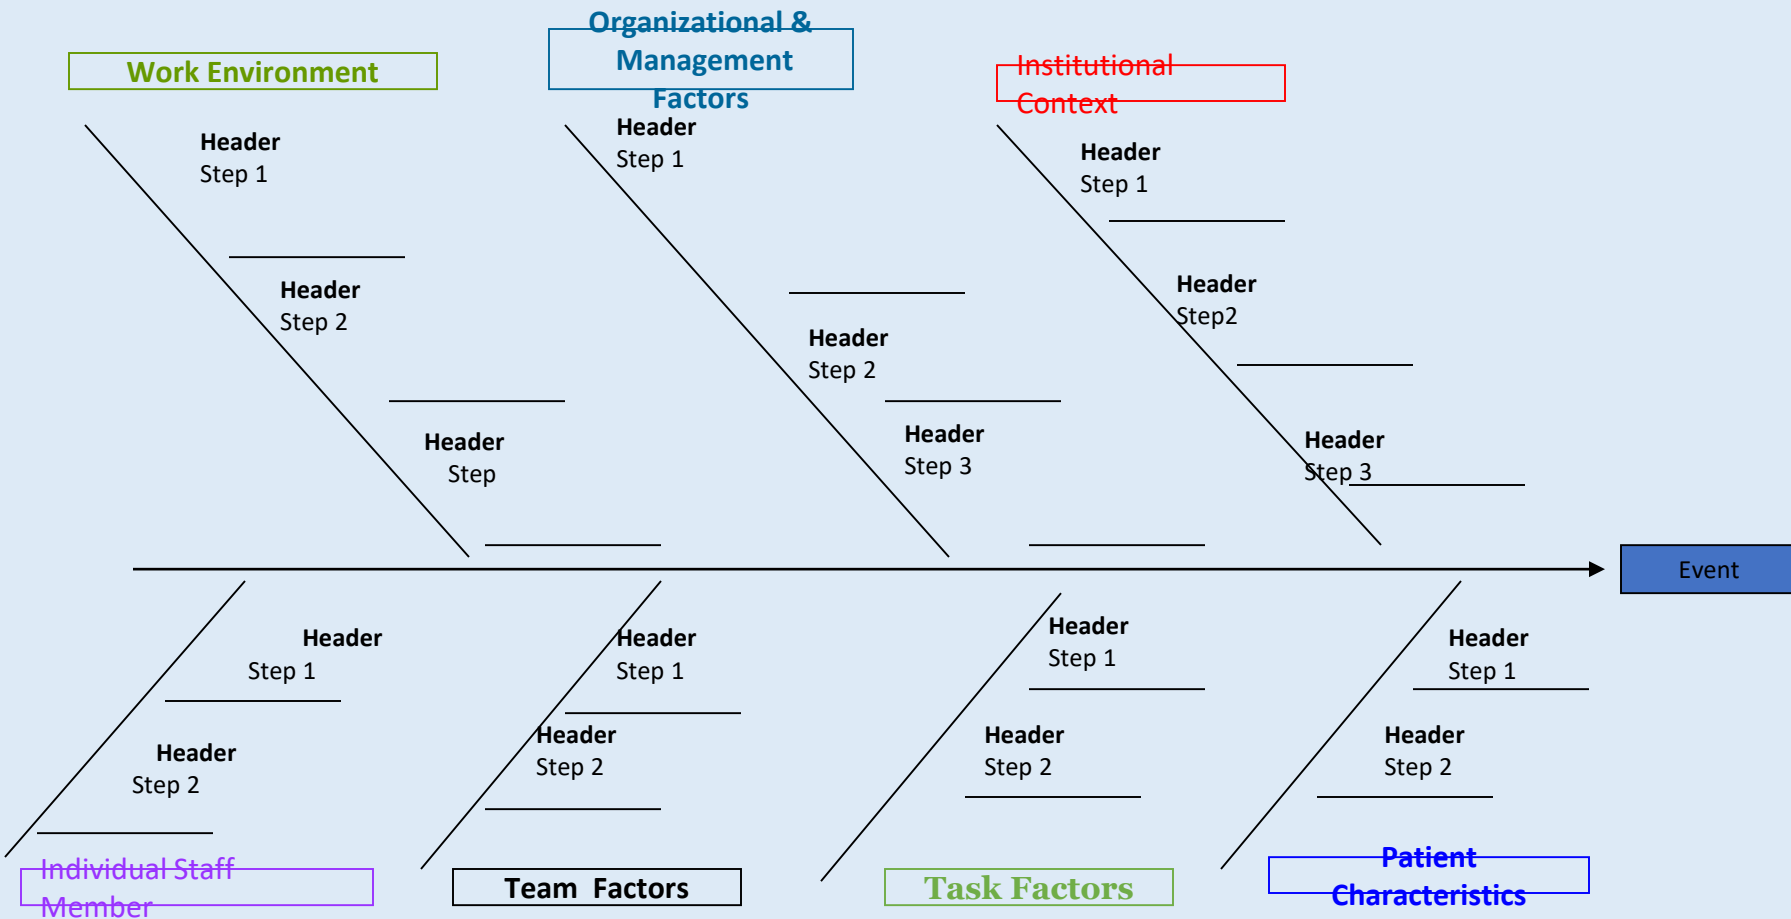 Organizational &
Management
Factors
Work Environment
Institutional
Context
Header
Step 1
Header
Step 2
Header
Step
Header
Step 1
Header
Step 2
Header
Step 3
Header
Step 1
Header
Step2
Header
Step 3
Event
Header
Step 1
Header
Step 2
Header
Step 1
Header
Step 2
Header
Step 1
Header
Step 2
Header
Step 1
Header
Step 2
Individual Staff
Member
Team  Factors
Task Factors
Patient
Characteristics